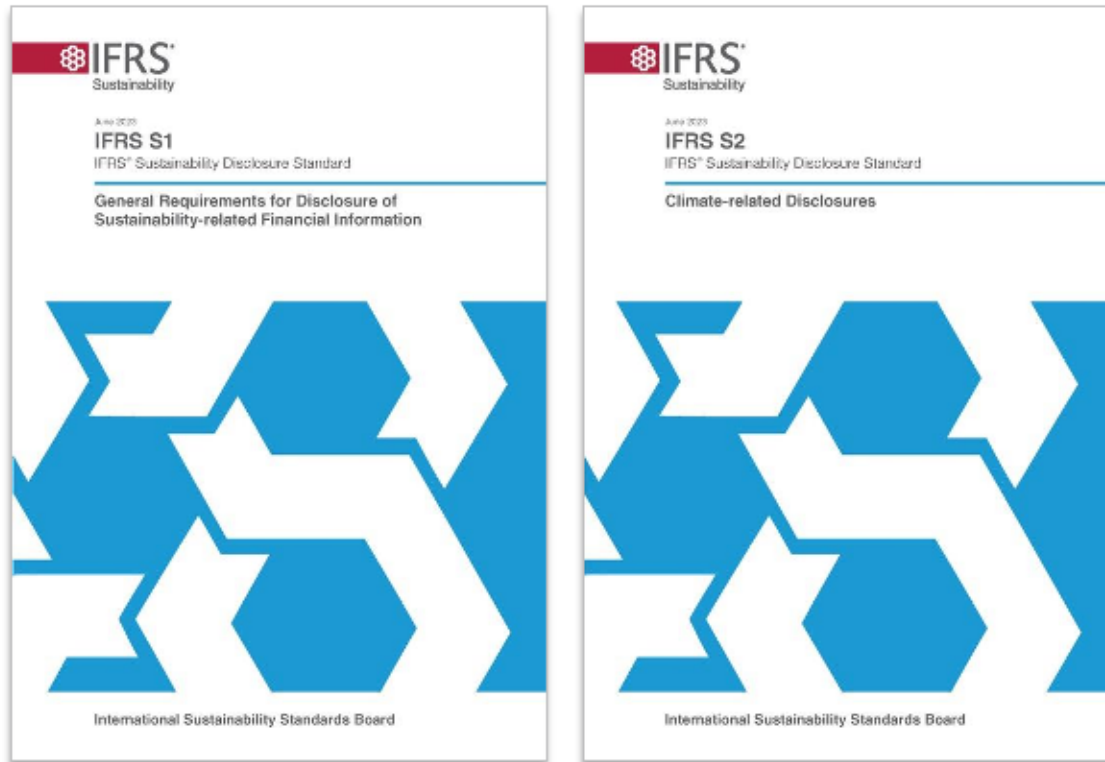 IFRS®
Sustainability
June 2023
IFRS S1
IFRS® Sustainability Disclosure Standard
General Requirements for Disclosure of
Sustainability-related Financial Information
International Sustainability Standards Board
IFRS®
Sustainability
June 2023
IFRS S2
IFRS® Sustainability Disclosure Standard
Climate-related Disclosures
International Sustainability Standards Board